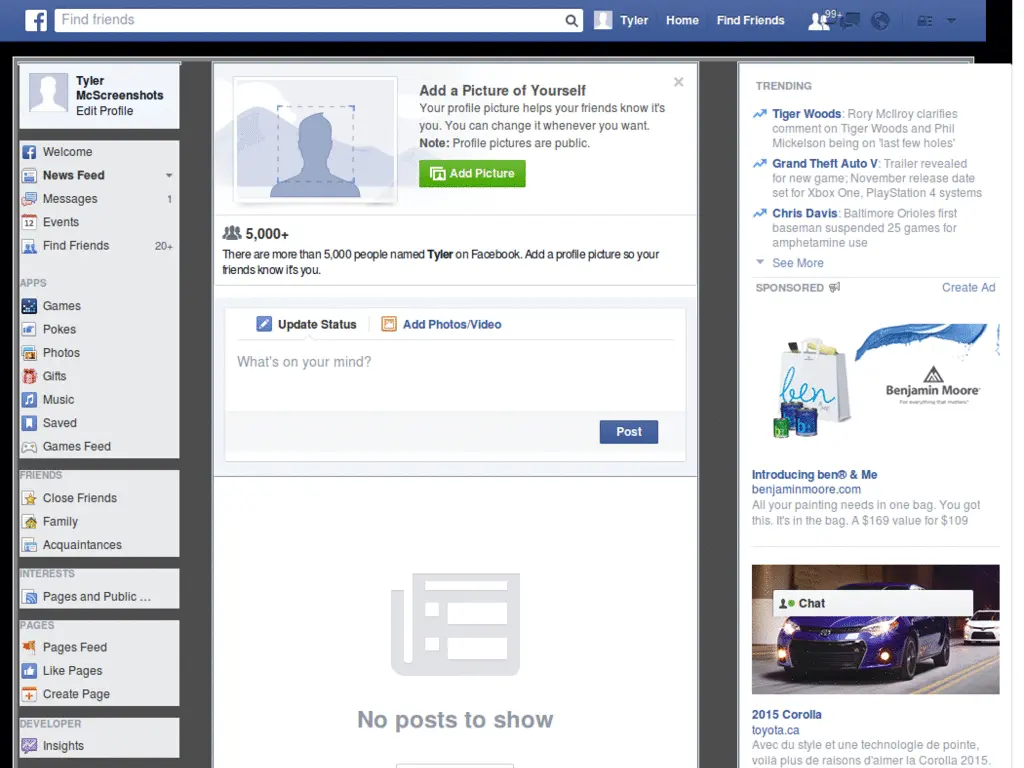 Find friends
Tyler
Home
Find Friends
99+
Tyler
McScreenshots
Edit Profile
Welcome
News Feed
Messages
1
12
Events
Find Friends
20+
APPS
Games
Pokes
Photos
Gifts
Music
Saved
Games Feed
FRIENDS
Close Friends
Family
Acquaintances
INTERESTS
Pages and Public ...
PAGES
Pages Feed
Like Pages
Create Page
DEVELOPER
Insights
Add a Picture of Yourself
Your profile picture helps your friends know it's
you. You can change it whenever you want.
Note: Profile pictures are public.
Add Picture
5,000+
There are more than 5,000 people named Tyler on Facebook. Add a profile picture so your
friends know it's you.
Update Status
Add Photos/Video
What's on your mind?
Post
No posts to show
TRENDING
Tiger Woods: Rory McIlroy clarifies
comment on Tiger Woods and Phil
Mickelson being on 'last few holes'
Grand Theft Auto V: Trailer revealed
for new game; November release date
set for Xbox One, PlayStation 4 systems
Chris Davis: Baltimore Orioles first
baseman suspended 25 games for
amphetamine use
See More
SPONSORED
Create Ad
ben
Benjamin Moore
For everything that matters
Introducing ben® & Me
benjaminmoore.com
All your painting needs in one bag. You got
this. It's in the bag. A $169 value for $109
Chat
2015 Corolla
toyota.ca
Avec du style et une technologie de pointe,
voilà plus de raisons d'aimer la Corolla 2015.